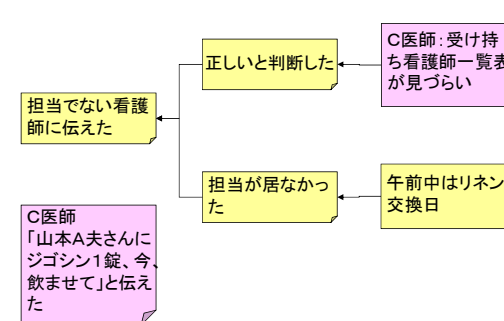 C医師：受け持
ち看護師一覧表
が見づらい
正しいと判断した
担当でない看護
師に伝えた
担当が居なかっ
た
午前中はリネン
交換日
C医師
「山本A夫さんに
ジゴシン１錠、今、
飲ませて」と伝え
た